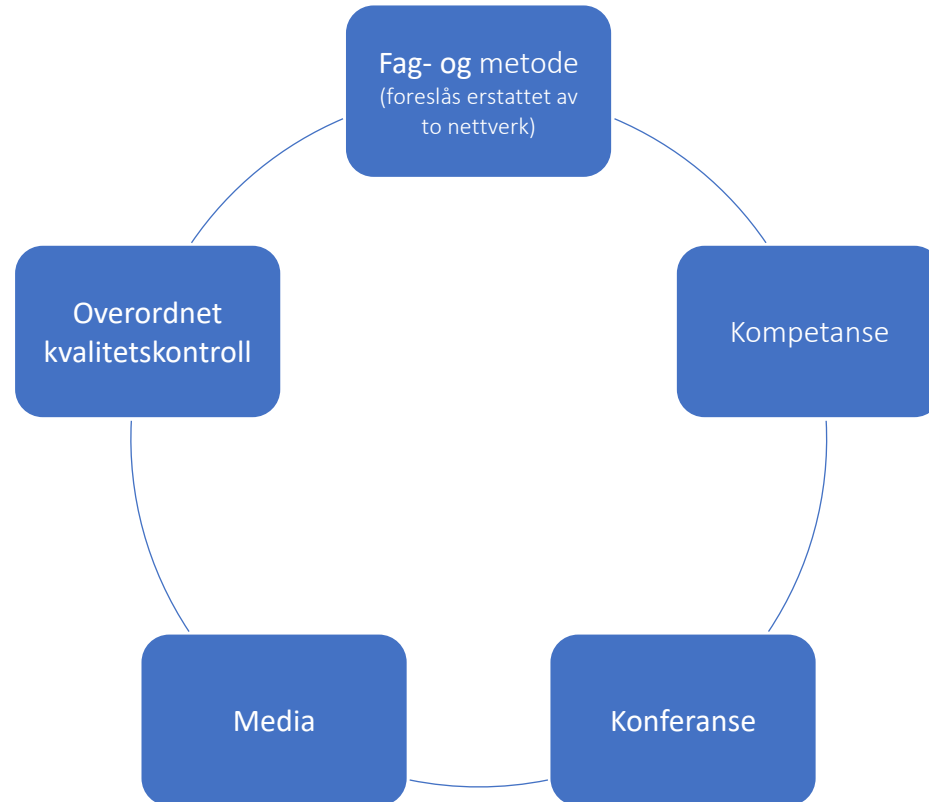 Fag- og metode
(foreslås erstattet av
to nettverk)
Overordnet
kvalitetskontroll
Kompetanse
Media
Konferanse